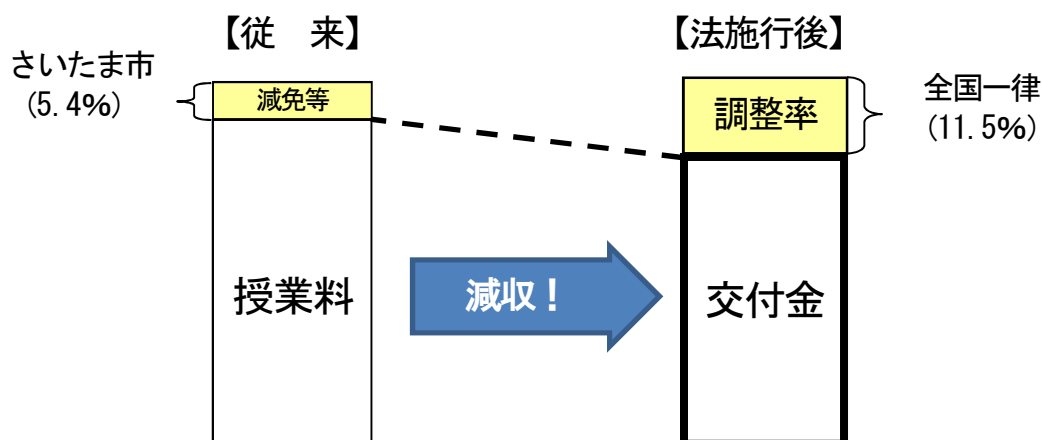 【従　来】
【法施行後】
さいたま市
(5.4%)
減免等
調整率
全国一律
(11.5%)
授業料
減収！
交付金